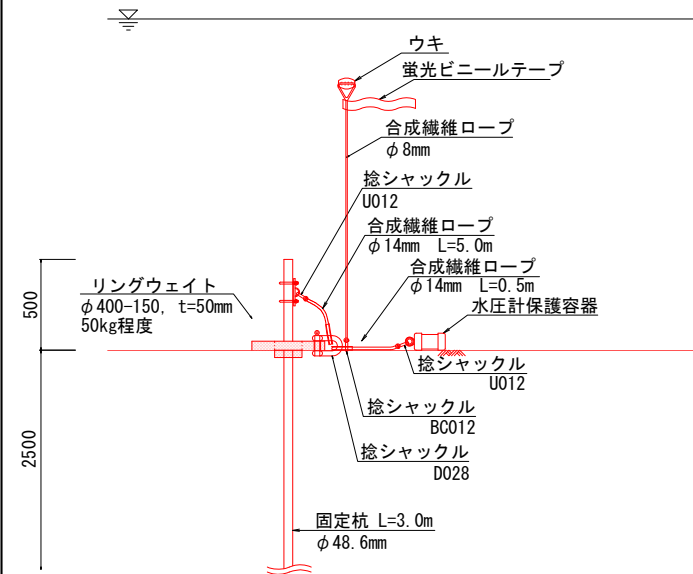 ウキ
蛍光ビニールテープ
合成繊維ロープ
φ8mm
捻シャックル
U012
合成繊維ロープ
φ14mm L=5.0m
合成繊維ロープ
φ14mm L=0.5m
リングウェイト
φ400-150, t=50mm
50kg程度
水圧計保護容器
500
捻シャックル
U012
捻シャックル
BC012
捻シャックル
D028
2500
固定杭 L=3.0m
φ48.6mm